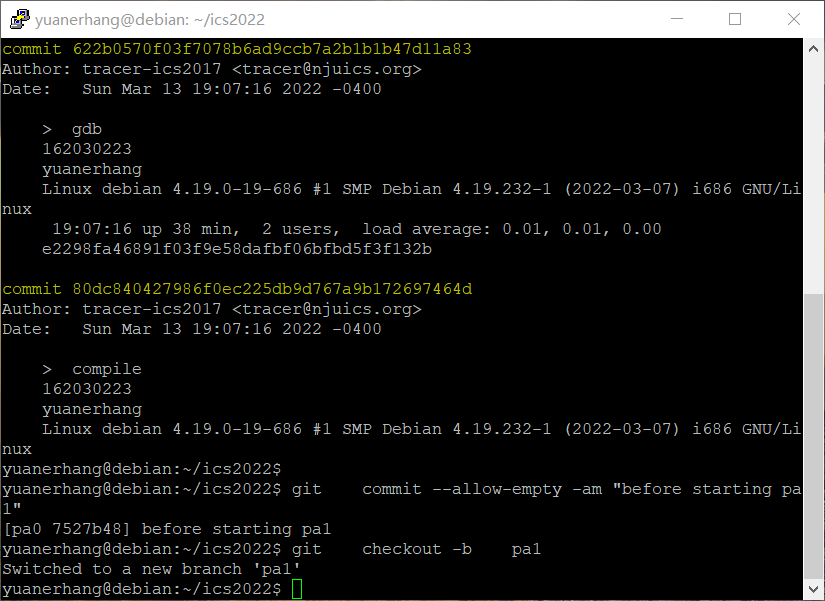 yuanerhang@debian: ~/ics2022
commit 622b0570f03f7078b6ad9ccb7a2b1b1b47d11a83
Author: tracer-ics2017 <tracer@njuics.org>
Date:   Sun Mar 13 19:07:16 2022 -0400
    >  gdb
    162030223
    yuanerhang
    Linux debian 4.19.0-19-686 #1 SMP Debian 4.19.232-1 (2022-03-07) i686 GNU/Li
nux
     19:07:16 up 38 min,  2 users,  load average: 0.01, 0.01, 0.00
    e2298fa46891f03f9e58dafbf06bfbd5f3f132b
commit 80dc840427986f0ec225db9d767a9b172697464d
Author: tracer-ics2017 <tracer@njuics.org>
Date:   Sun Mar 13 19:07:16 2022 -0400
    >  compile
    162030223
    yuanerhang
    Linux debian 4.19.0-19-686 #1 SMP Debian 4.19.232-1 (2022-03-07) i686 GNU/Li
nux
yuanerhang@debian:~/ics2022$
yuanerhang@debian:~/ics2022$ git    commit --allow-empty -am "before starting pa
1"
[pa0 7527b48] before starting pa1
yuanerhang@debian:~/ics2022$ git    checkout -b    pa1
Switched to a new branch 'pa1'
yuanerhang@debian:~/ics2022$